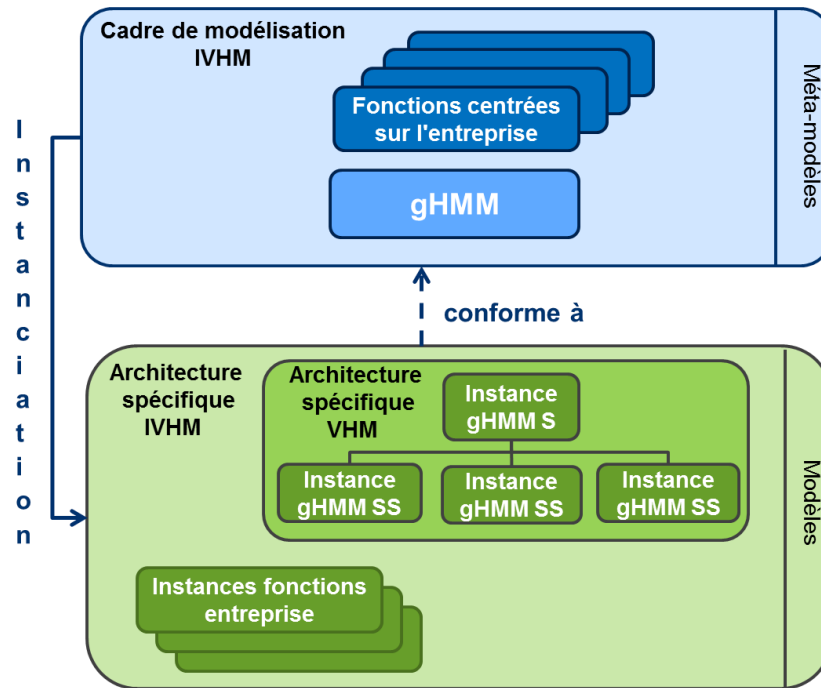 Cadre de modélisation
IVHM
Fonctions centrées
sur l'entreprise
gHMM
Méta-modèles
Instanciation
conforme à
Architecture
spécifique
IVHM
Architecture
spécifique
VHM
Instance
gHMM S
Instance
gHMM SS
Instance
gHMM SS
Instance
gHMM SS
Modèles
Instances fonctions
entreprise